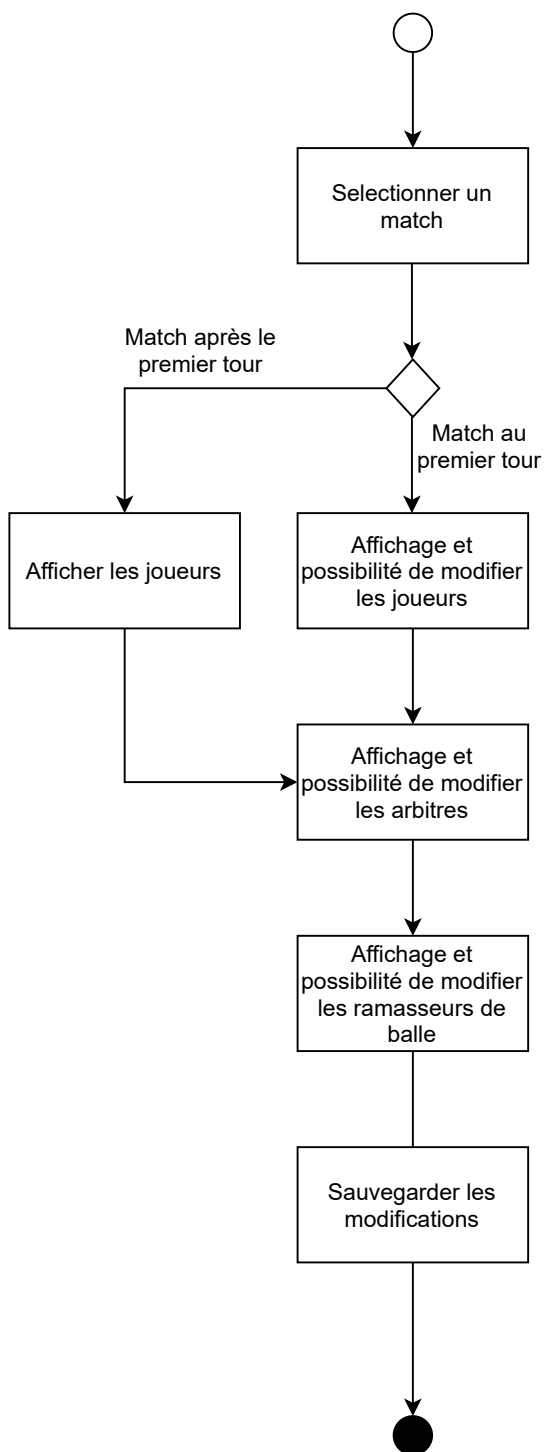 Selectionner un
match
Match après le
premier tour
Match au
premier tour
Afficher les joueurs
Affichage et
possibilité de modifier
les joueurs
Affichage et
possibilité de modifier
les arbitres
Affichage et
possibilité de modifier
les ramasseurs de
balle
Sauvegarder les
modifications